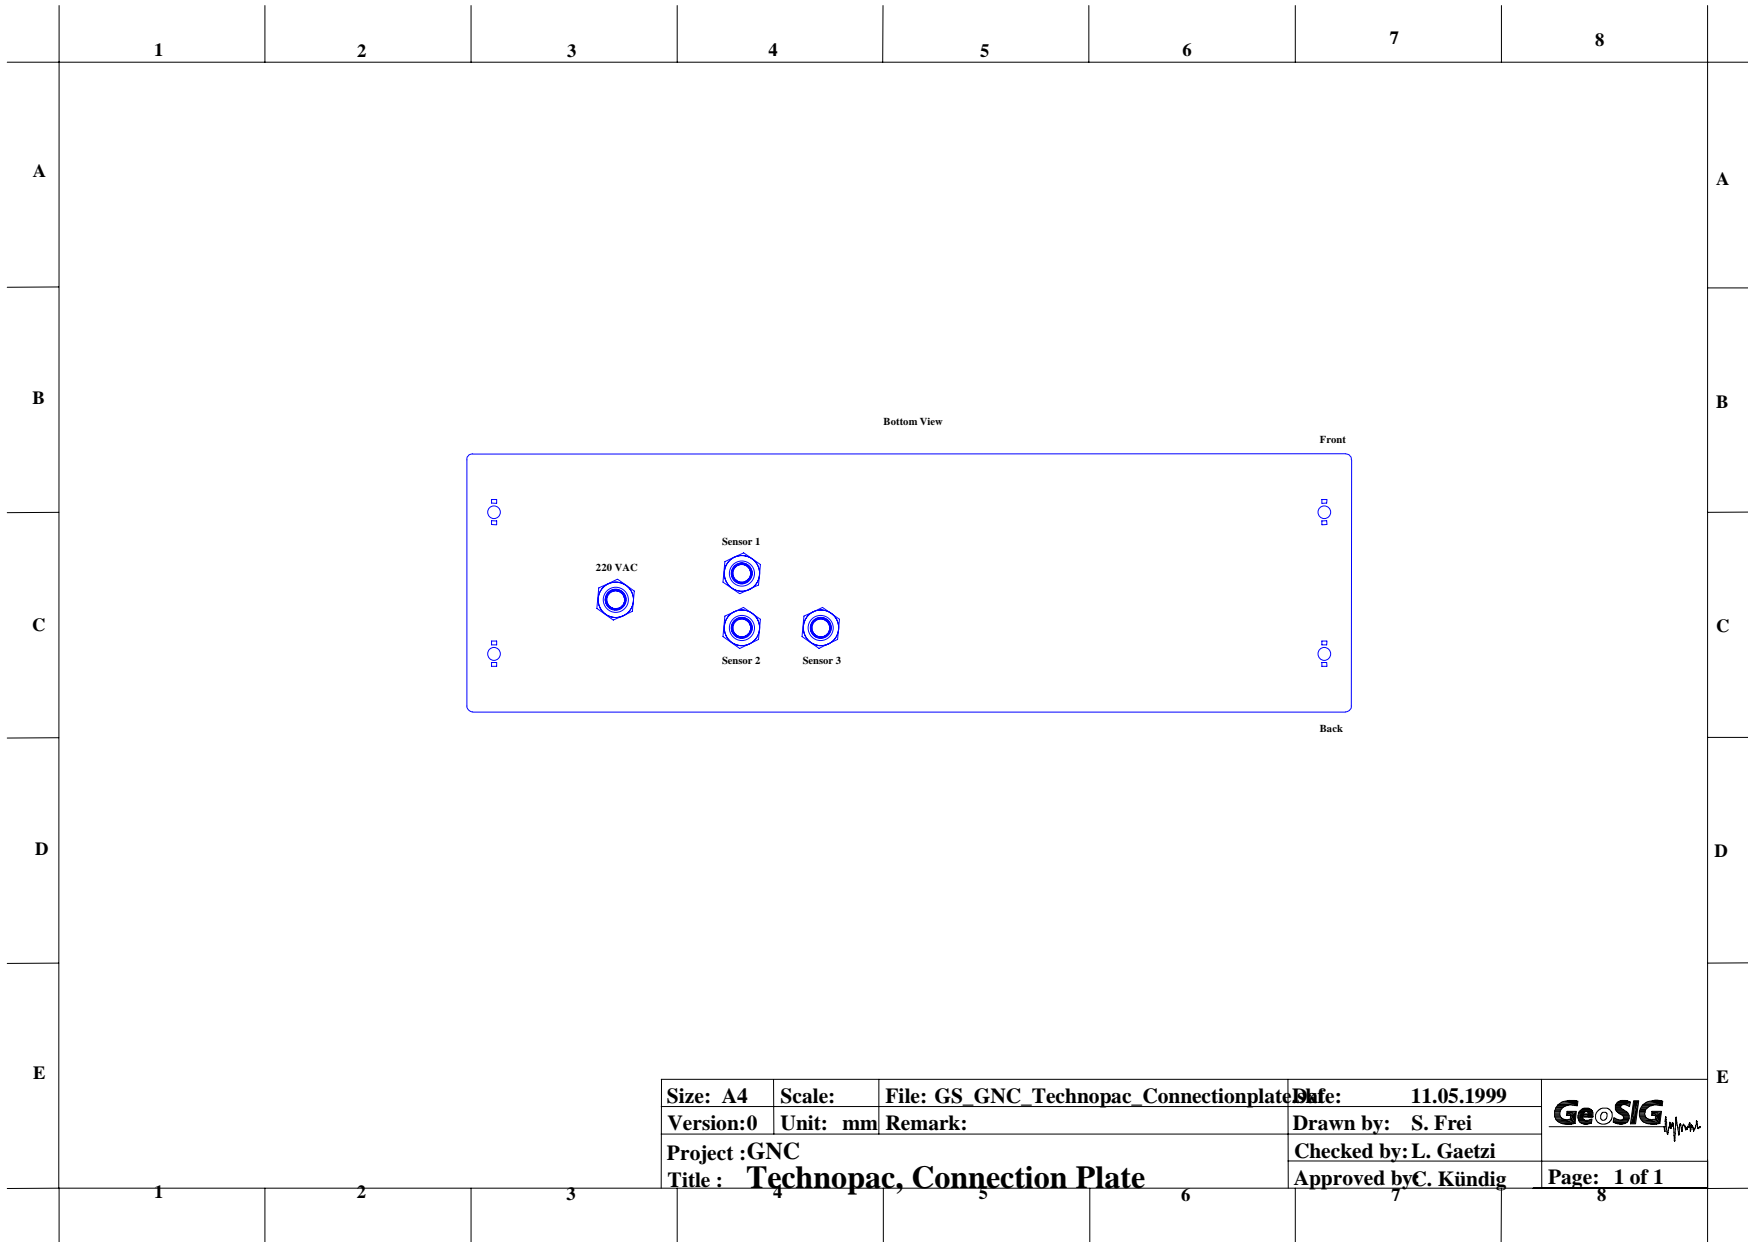 1 2 3 4 5 6 7 8
A A
B B
Bottom View
Front
Sensor 1
220 VAC
C C
Sensor 2 Sensor 3
Back
D D
E E
Size: A4 Scale: File: GS_GNC_Technopac_Connectionplate Date: 11.05.1999
GeoSIG
Version:0 Unit: mm Remark: Drawn by: S. Frei
Project :GNC Checked by: L. Gaetzi
Title : Technopac, Connection Plate Approved by: C. Kündig Page: 1 of 1
1 2 3 4 5 6 7 8